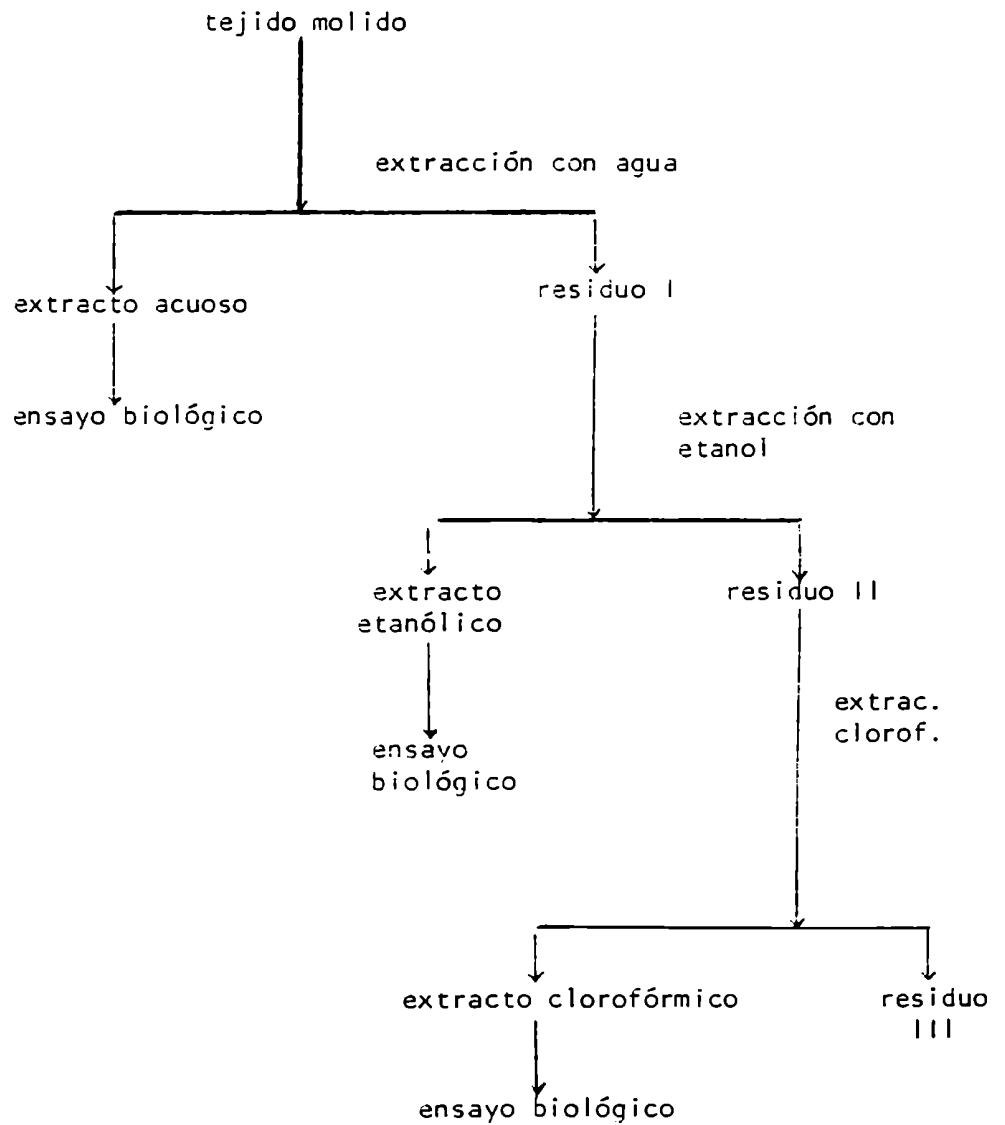 tejido molido
extracción con agua
extracto acuoso
residuo I
ensayo biológico
extracción con
etanol
extracto
etanólico
residuo II
extrac.
clorof.
ensayo
biológico
extracto clorofórmico
residuo
III
ensayo biológico